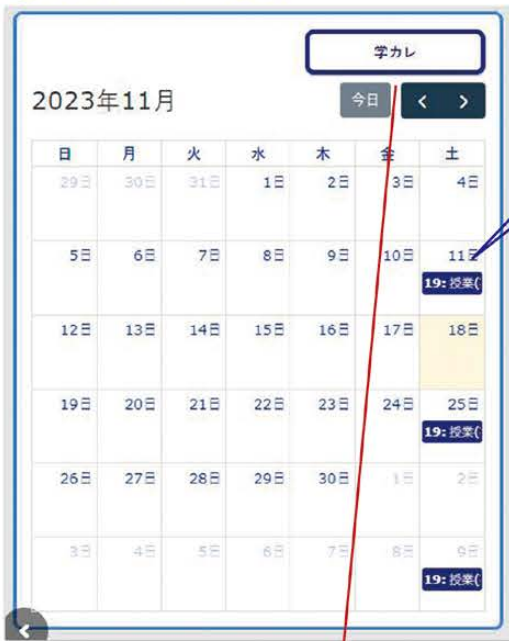 学カレ
2023年11月
今日
日 月 火 水 木 金 土
29日 30日 31日 1日 2日 3日 4日
5日 6日 7日 8日 9日 10日 11日
19: 授業(
12日 13日 14日 15日 16日 17日 18日
19日 20日 21日 22日 23日 24日 25日
19: 授業(
26日 27日 28日 29日 30日 1日 2日
3日 4日 5日 6日 7日 8日 9日
19: 授業(